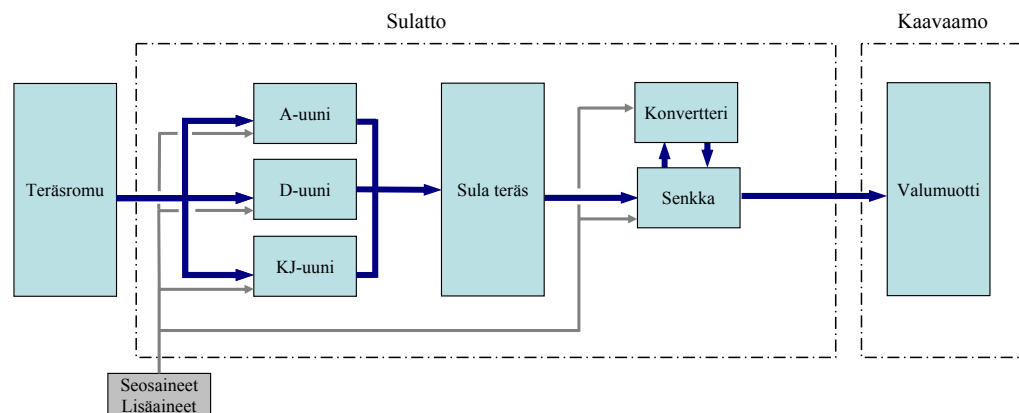 Sulatto
Kaavaamo
Teräsromu
A-uuni
D-uuni
KJ-uuni
Sula teräs
Konvertteri
Senkka
Valumuotti
Seosaineet
Lisäaineet